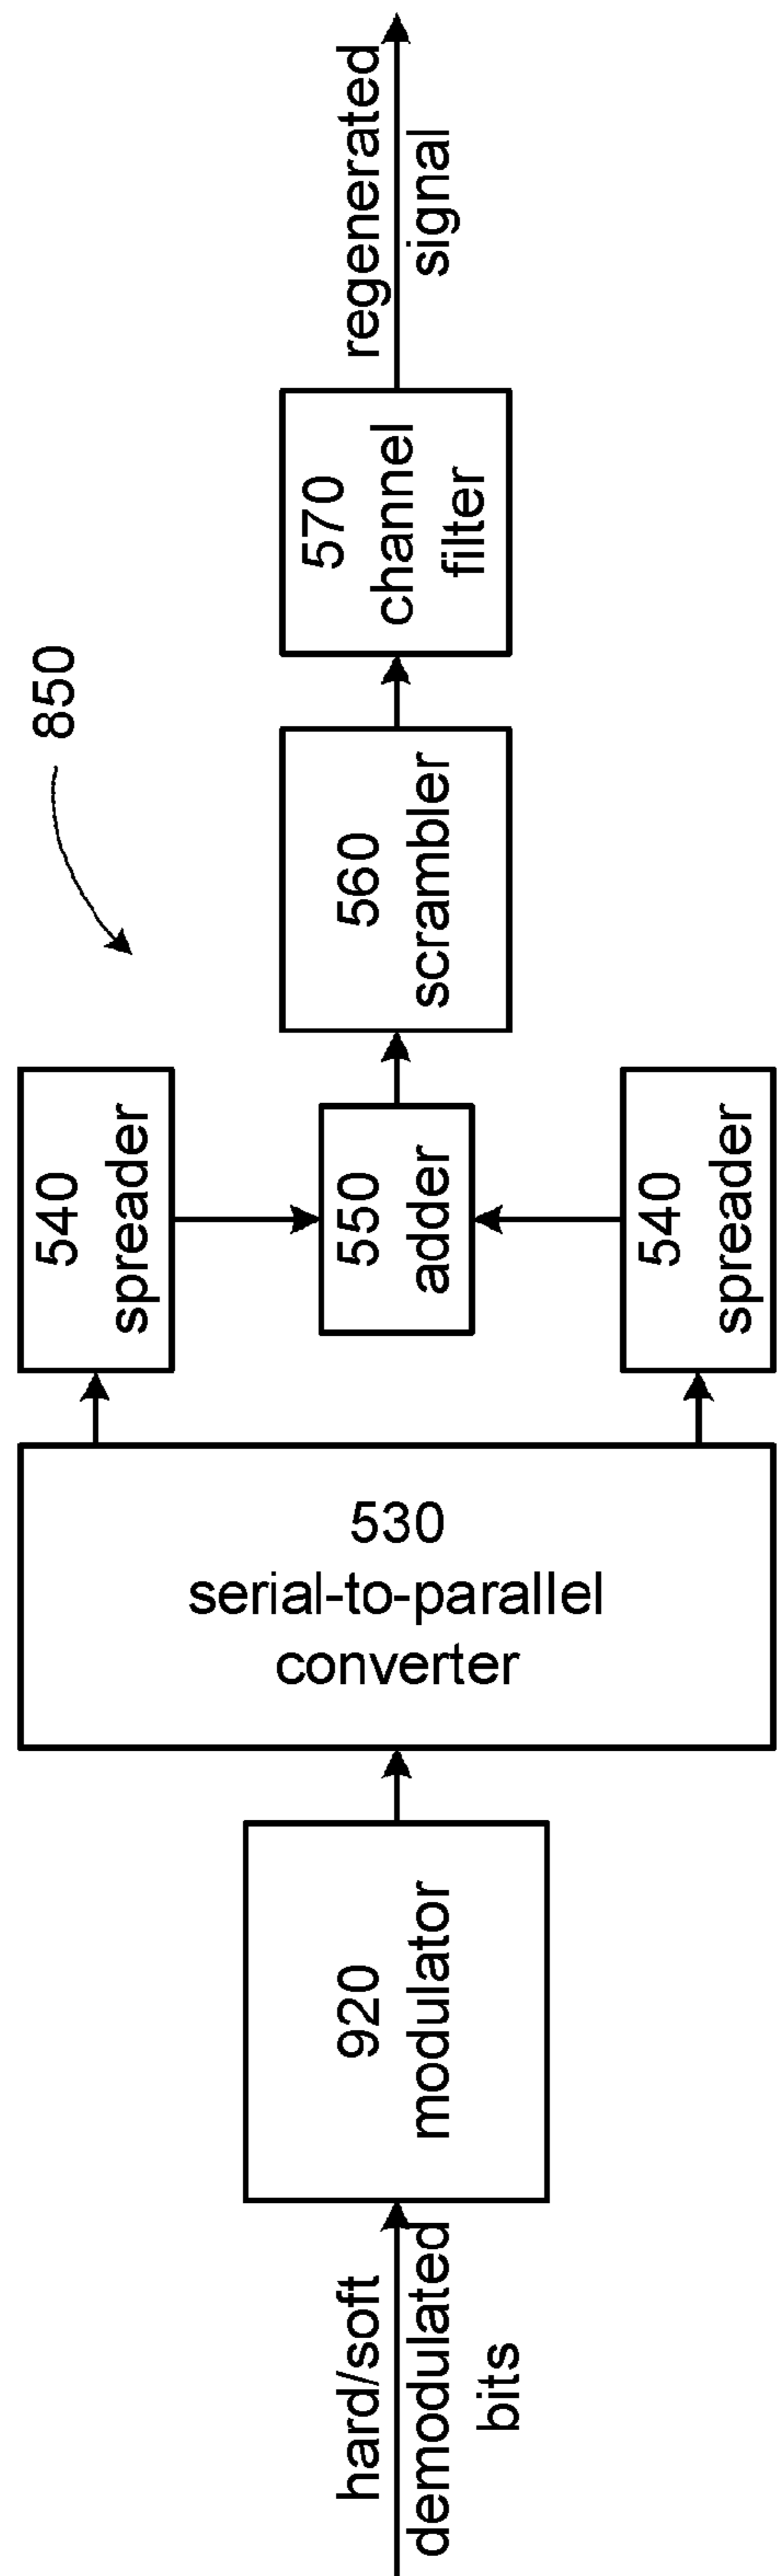 850
hard/soft
demodulated
bits
920
modulator
530
serial-to-parallel
converter
540
spreader
550
adder
540
spreader
560
scrambler
570
channel
filter
regenerated
signal